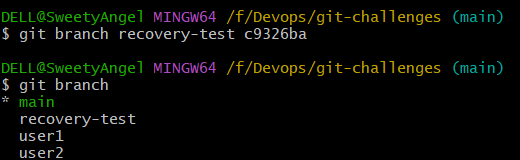 DELL@SweetyAngel MINGW64 /f/Devops/git-challenges (main)
$ git branch recovery-test c9326ba
DELL@SweetyAngel MINGW64 /f/Devops/git-challenges (main)
$ git branch
* main
  recovery-test
  user1
  user2